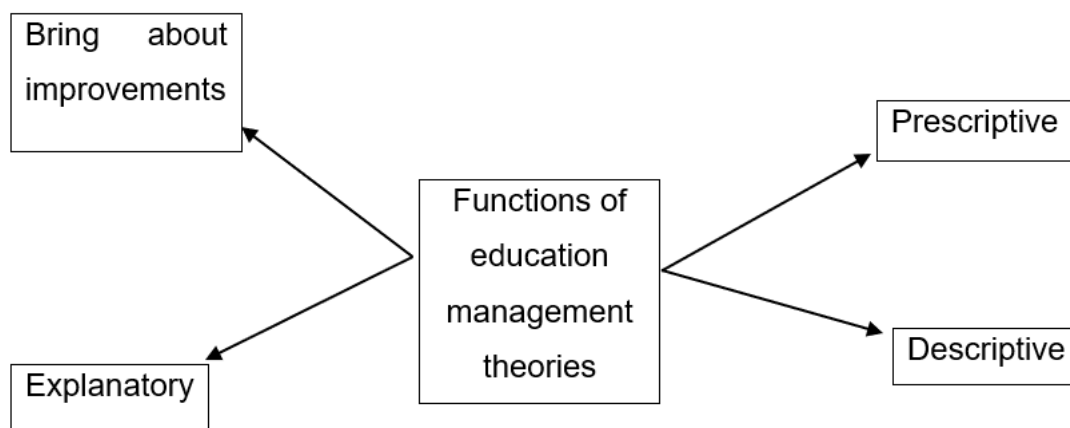 Bring about
improvements
Prescriptive
Functions of
education
management
theories
Descriptive
Explanatory